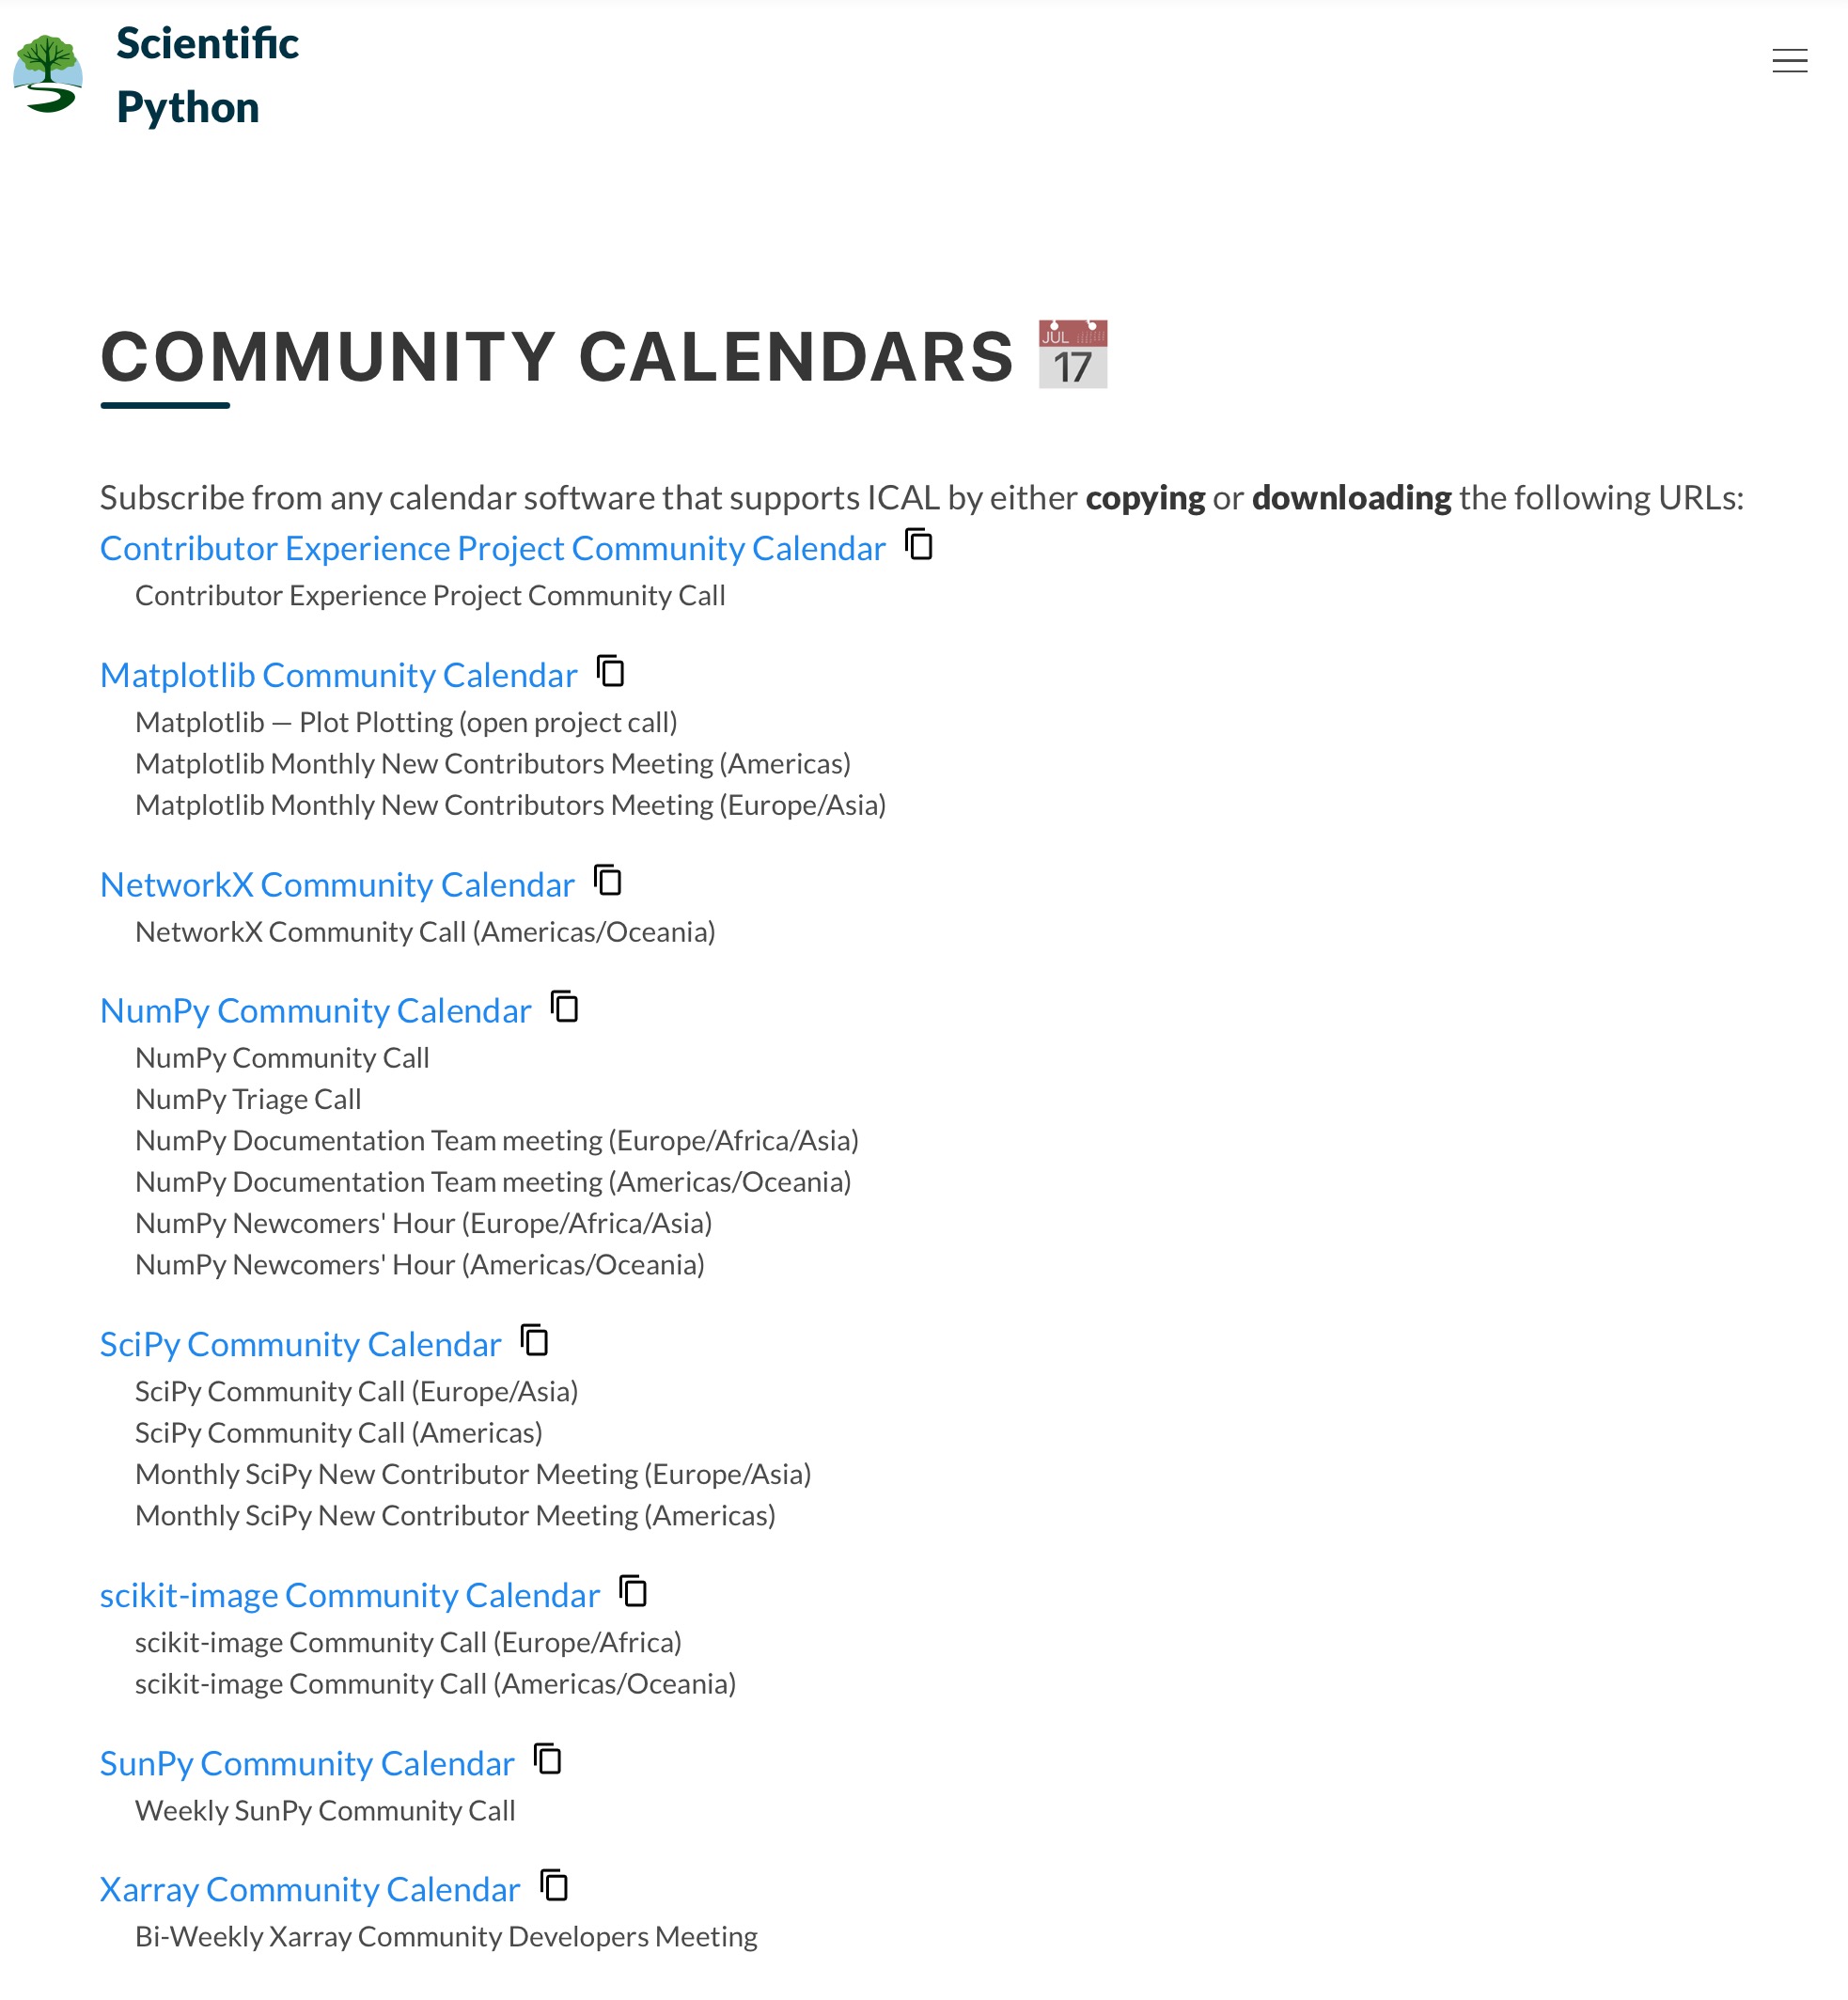 Scientific
Python
COMMUNITY CALENDARS
JUL
17
Subscribe from any calendar software that supports ICAL by either copying or downloading the following URLs:
Contributor Experience Project Community Calendar
Contributor Experience Project Community Call
Matplotlib Community Calendar
Matplotlib — Plot Plotting (open project call)
Matplotlib Monthly New Contributors Meeting (Americas)
Matplotlib Monthly New Contributors Meeting (Europe/Asia)
NetworkX Community Calendar
NetworkX Community Call (Americas/Oceania)
NumPy Community Calendar
NumPy Community Call
NumPy Triage Call
NumPy Documentation Team meeting (Europe/Africa/Asia)
NumPy Documentation Team meeting (Americas/Oceania)
NumPy Newcomers' Hour (Europe/Africa/Asia)
NumPy Newcomers' Hour (Americas/Oceania)
SciPy Community Calendar
SciPy Community Call (Europe/Asia)
SciPy Community Call (Americas)
Monthly SciPy New Contributor Meeting (Europe/Asia)
Monthly SciPy New Contributor Meeting (Americas)
scikit-image Community Calendar
scikit-image Community Call (Europe/Africa)
scikit-image Community Call (Americas/Oceania)
SunPy Community Calendar
Weekly SunPy Community Call
Xarray Community Calendar
Bi-Weekly Xarray Community Developers Meeting